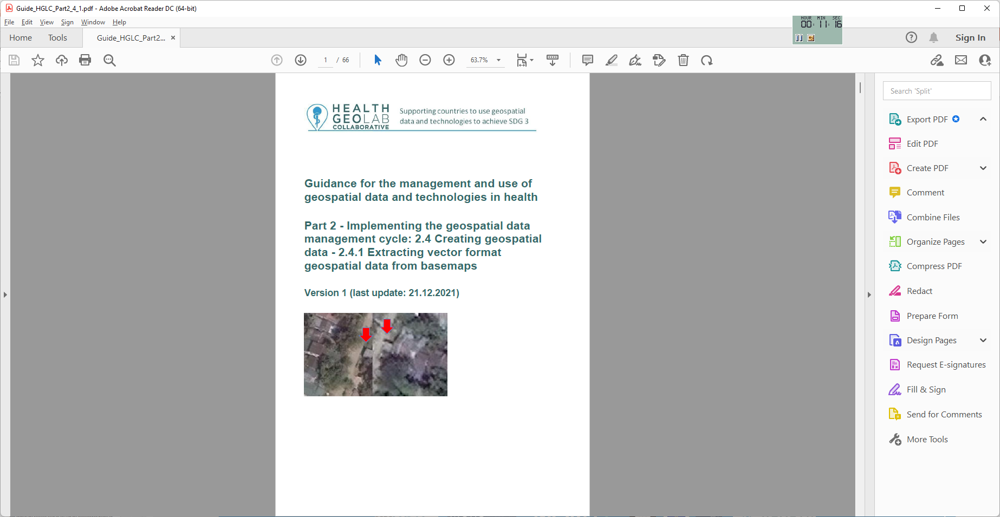 Guide_HGLC_Part2_4_1.pdf - Adobe Acrobat Reader DC (64-bit)
File Edit View Sign Window Help
HOUR MIN SEC
00: 11: 16
Home Tools Guide_HGLC_Part2... × Sign In
1 / 66 63.7%
HEALTH
GEOLAB
COLLABORATIVE
Supporting countries to use geospatial
data and technologies to achieve SDG 3
Guidance for the management and use of
geospatial data and technologies in health
Part 2 - Implementing the geospatial data
management cycle: 2.4 Creating geospatial
data - 2.4.1 Extracting vector format
geospatial data from basemaps
Version 1 (last update: 21.12.2021)
Search 'Split'
Export PDF
Edit PDF
Create PDF
Comment
Combine Files
Organize Pages
Compress PDF
Redact
Prepare Form
Design Pages
Request E-signatures
Fill & Sign
Send for Comments
More Tools